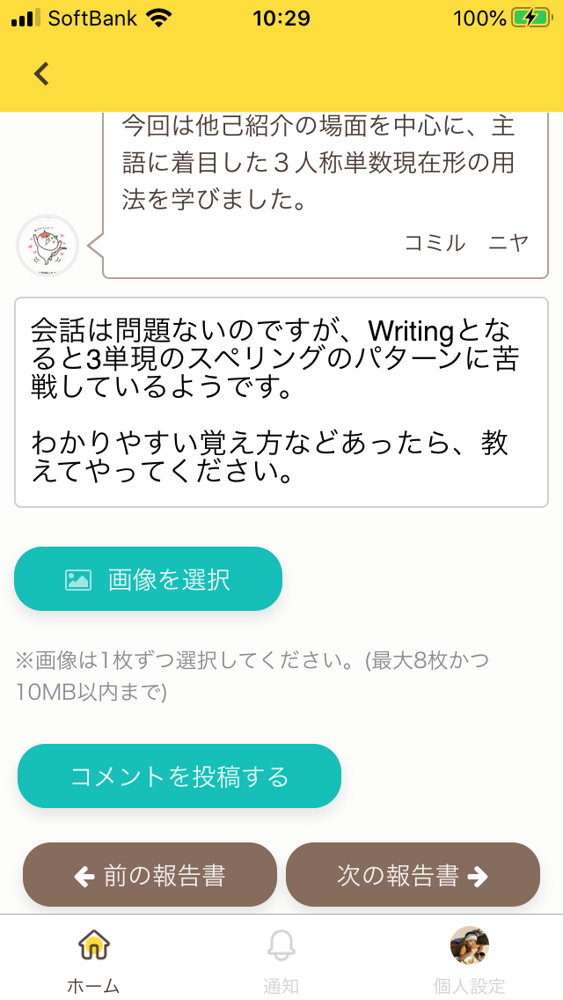 SoftBank 10:29 100%
今回は他己紹介の場面を中心に、主
語に着目した３人称単数現在形の用
法を学びました。
コミル　ニヤ
会話は問題ないのですが、Writingとな
ると3単現のスペリングのパターンに苦
戦しているようです。
わかりやすい覚え方などあったら、教
えてやってください。
画像を選択
※画像は1枚ずつ選択してください。(最大8枚かつ
10MB以内まで)
コメントを投稿する
前の報告書
次の報告書
ホーム
通知
個人設定